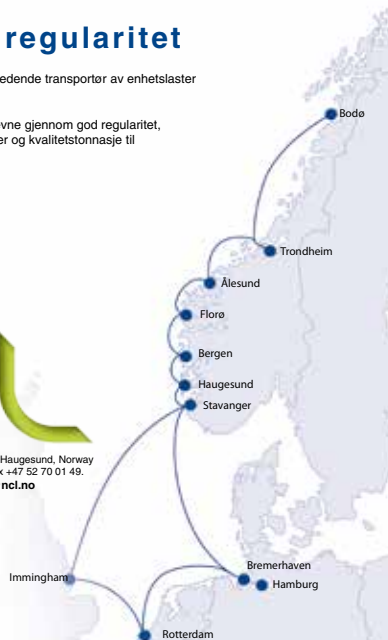 regularitet
edende transportør av enhetslaster
evne gjennom god regularitet,
er og kvalitetstonnasje til
Bodø
Trondheim
Ålesund
Florø
Bergen
Haugesund
Stavanger
Haugesund, Norway
x +47 52 70 01 49.
ncl.no
Bremerhaven
Immingham
Hamburg
Rotterdam